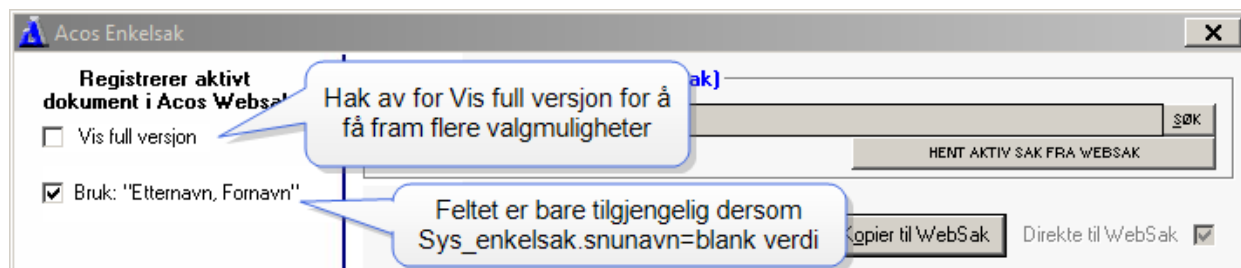 Acos Enkelsak
Registrerer aktivt
dokument i Acos Websak
Vis full versjon
Bruk: "Etternavn, Fornavn"
Hak av for Vis full versjon for å
få fram flere valgmuligheter
ak)
SØK
HENT AKTIV SAK FRA WEBSAK
Feltet er bare tilgjengelig dersom
Sys_enkelsak.snunavn=blank verdi
Kopier til WebSak
Direkte til WebSak